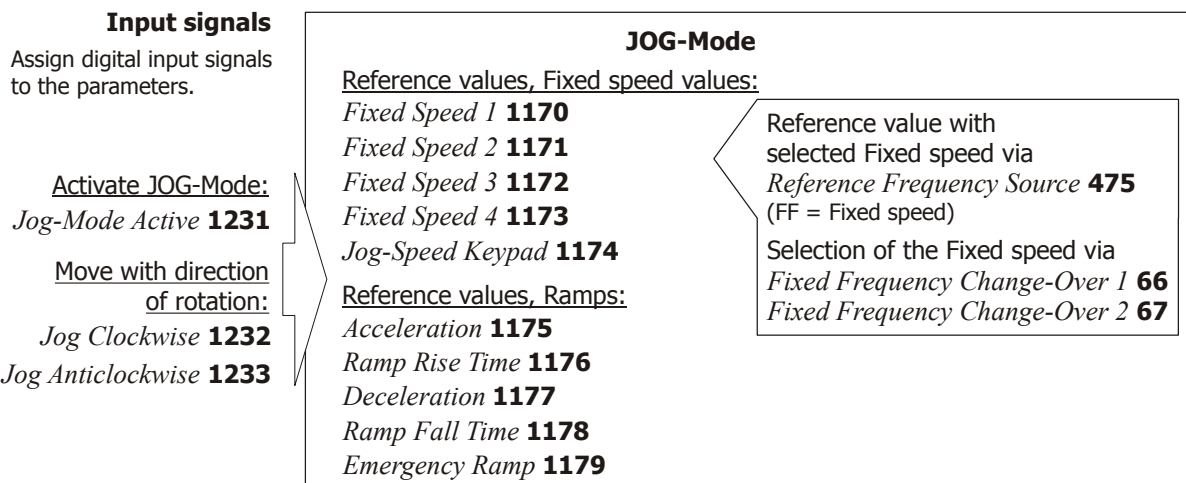 Input signals
Assign digital input signals
to the parameters.
Activate JOG-Mode:
Jog-Mode Active 1231
Move with direction
of rotation:
Jog Clockwise 1232
Jog Anticlockwise 1233
JOG-Mode
Reference values, Fixed speed values:
Fixed Speed 1 1170
Fixed Speed 2 1171
Fixed Speed 3 1172
Fixed Speed 4 1173
Jog-Speed Keypad 1174
Reference values, Ramps:
Acceleration 1175
Ramp Rise Time 1176
Deceleration 1177
Ramp Fall Time 1178
Emergency Ramp 1179
Reference value with
selected Fixed speed via
Reference Frequency Source 475
(FF = Fixed speed)
Selection of the Fixed speed via
Fixed Frequency Change-Over 1 66
Fixed Frequency Change-Over 2 67